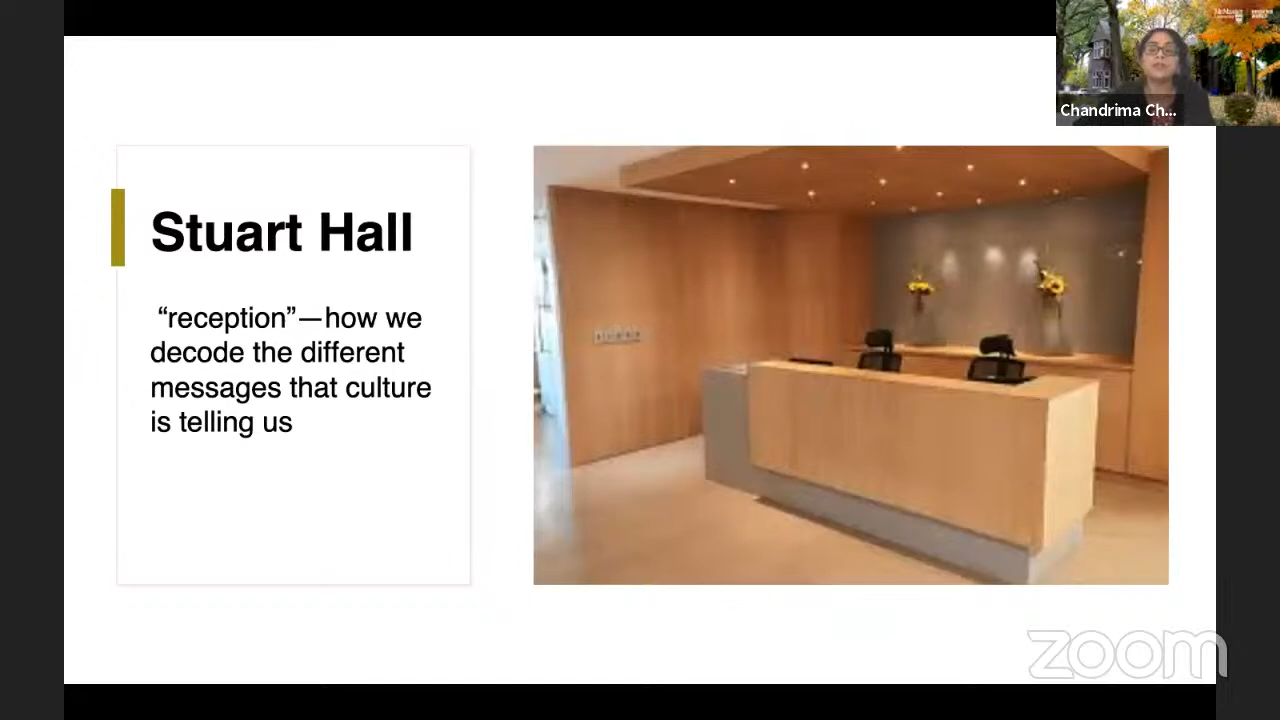 Chandrima Ch...
Stuart Hall
“reception”—how we
decode the different
messages that culture
is telling us
zoom